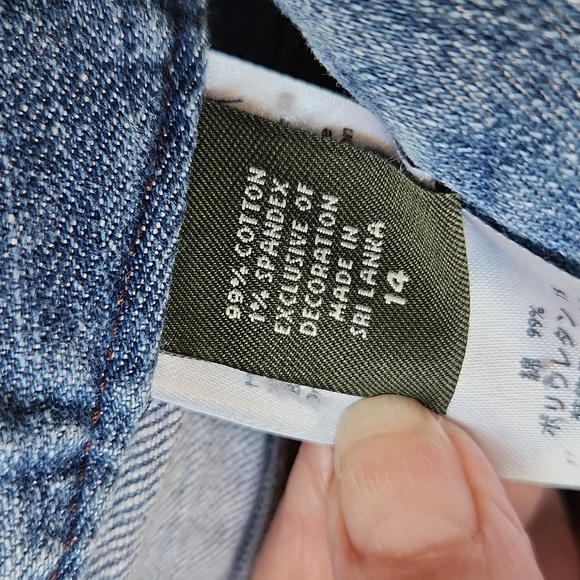 99% COTTON
1% SPANDEX
EXCLUSIVE OF
DECORATION
MADE IN
SRI LANKA
14
綿 99%
ポリウレタン